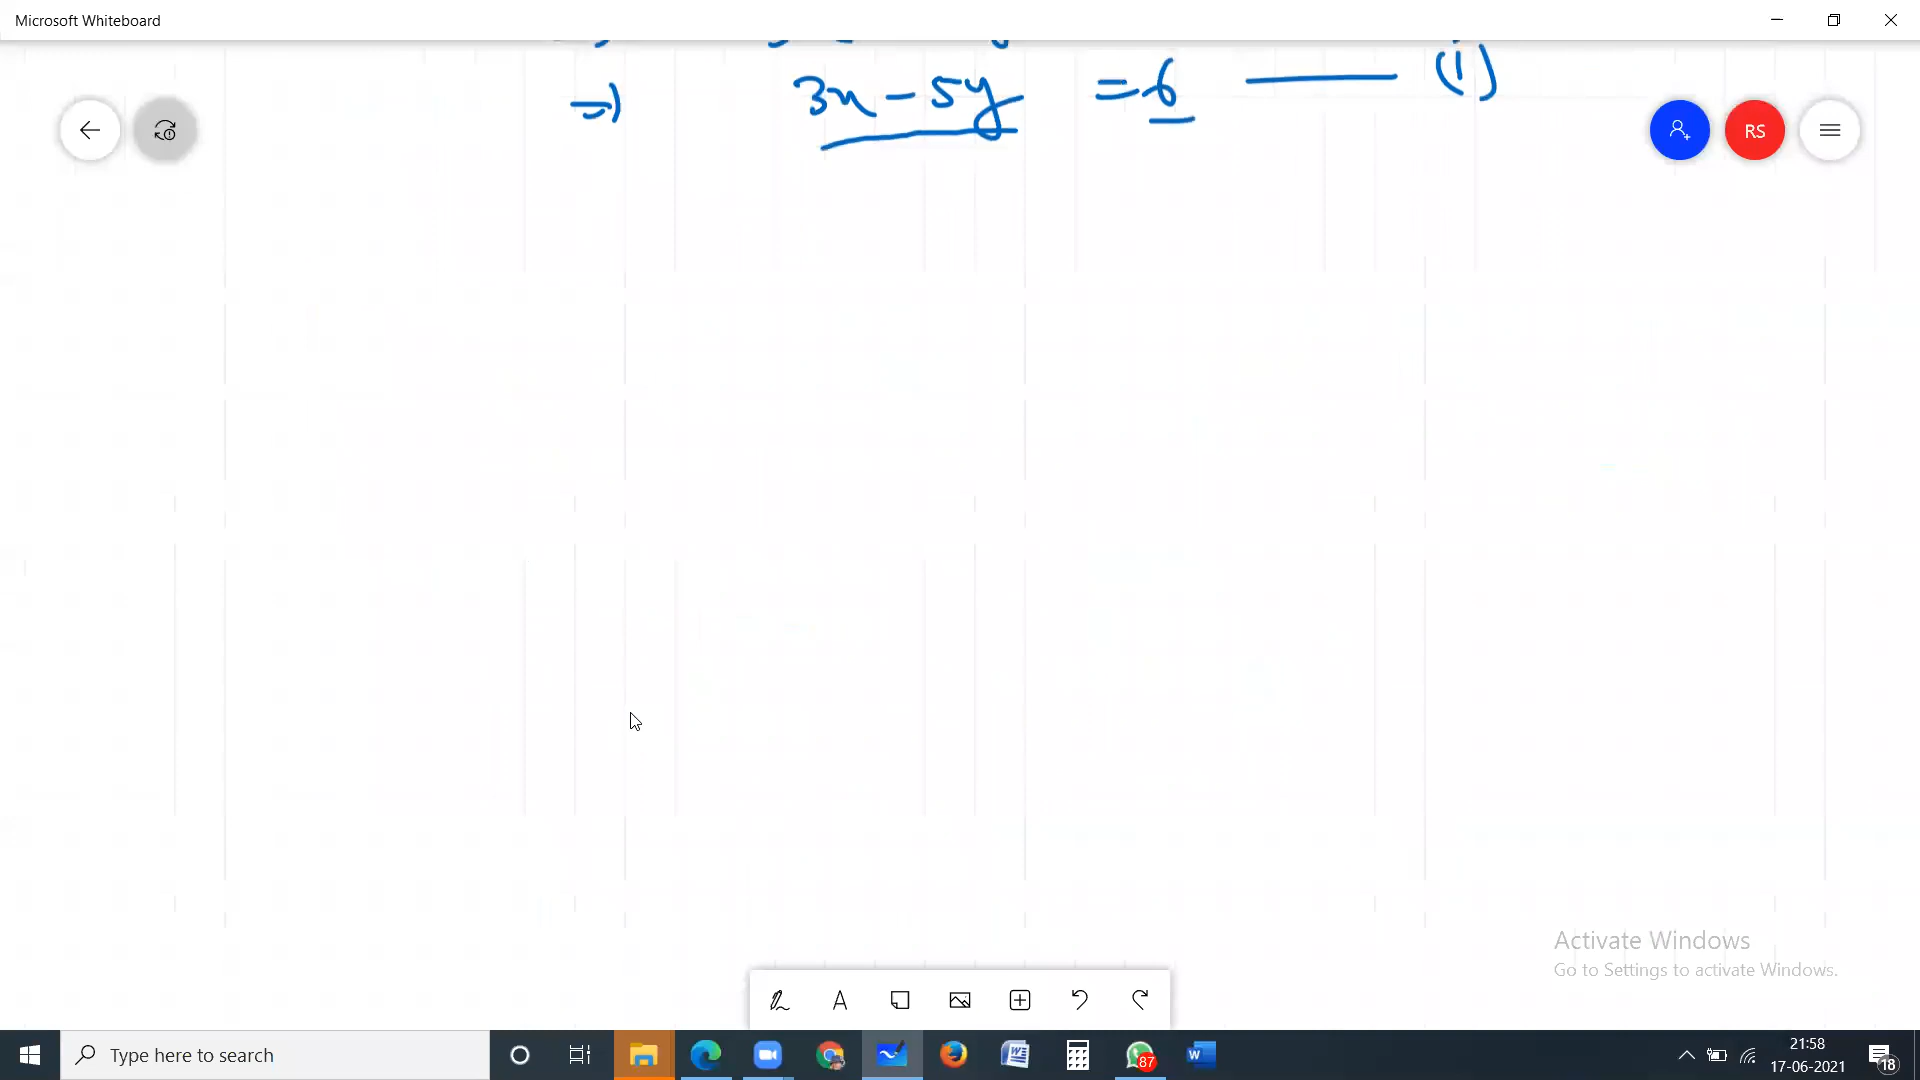 Microsoft Whiteboard
=) 3x - 5y = 6 —— (i)
RS
A
Activate Windows
Go to Settings to activate Windows.
Type here to search
87
21:58
17-06-2021
18